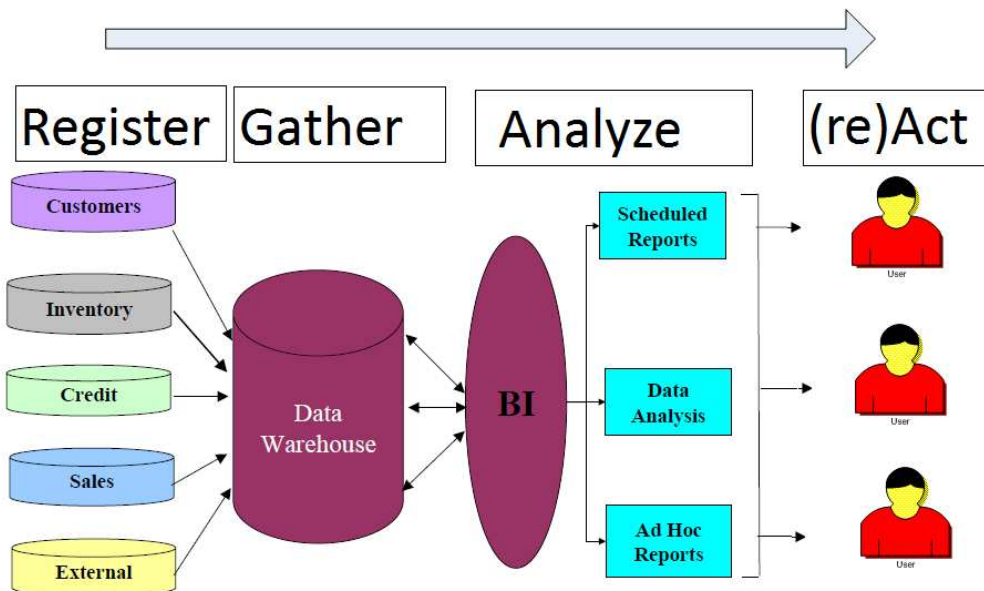 Register
Gather
Analyze
(re)Act
Customers
Inventory
Credit
Sales
External
Data
Warehouse
BI
Scheduled
Reports
Data
Analysis
Ad Hoc
Reports
User
User
User